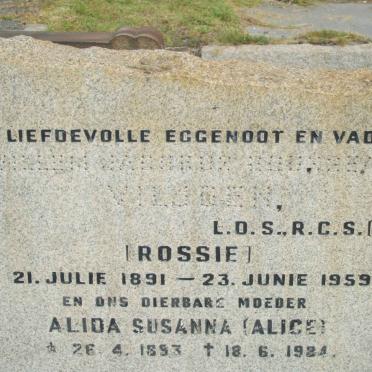 LIEFDEVOLLE EGGENOOT EN VAD
VILJOEN,
L.D.S., R.C.S.(
(ROSSIE)
21. JULIE 1891 — 23. JUNIE 1959
EN ONS DIERBARE MOEDER
ALIDA SUSANNA (ALICE)
* 26. 4. 1893 † 18. 6. 1984.